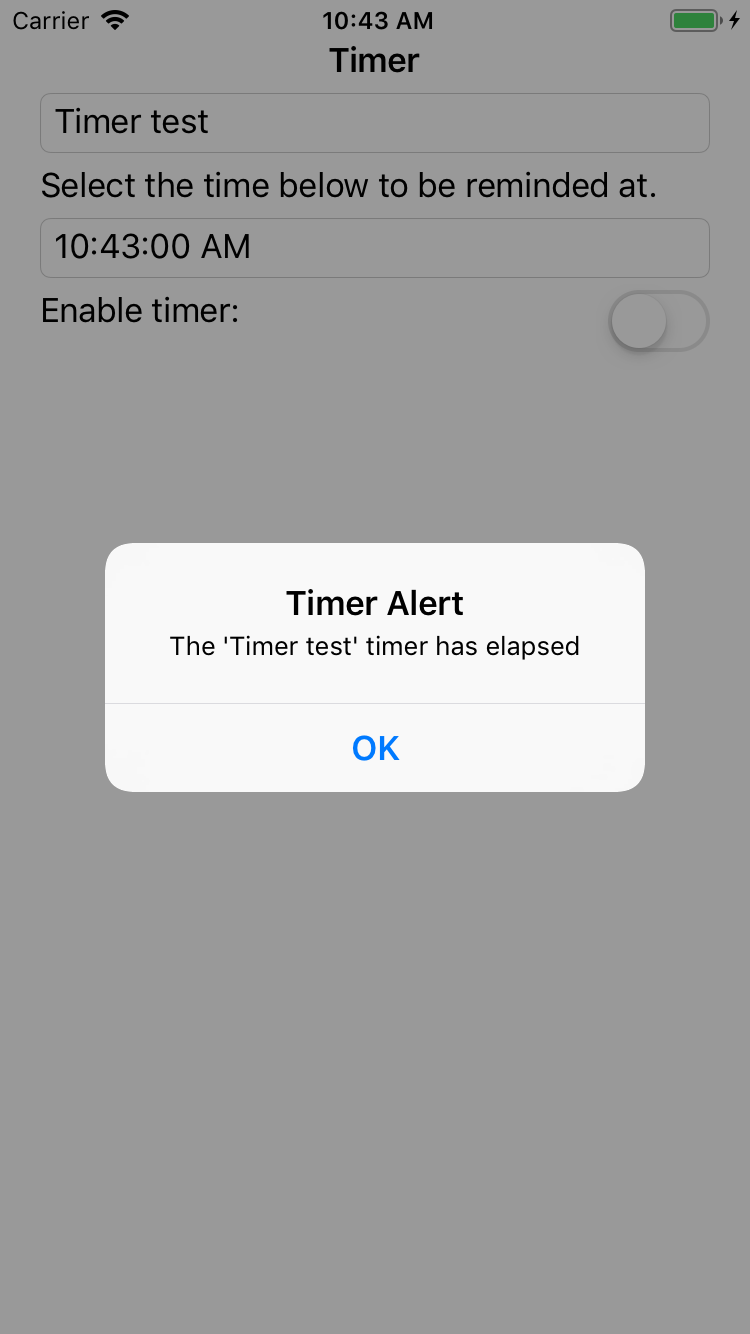 Carrier 10:43 AM
Timer
Timer test
Select the time below to be reminded at.
10:43:00 AM
Enable timer:
Timer Alert
The 'Timer test' timer has elapsed
OK